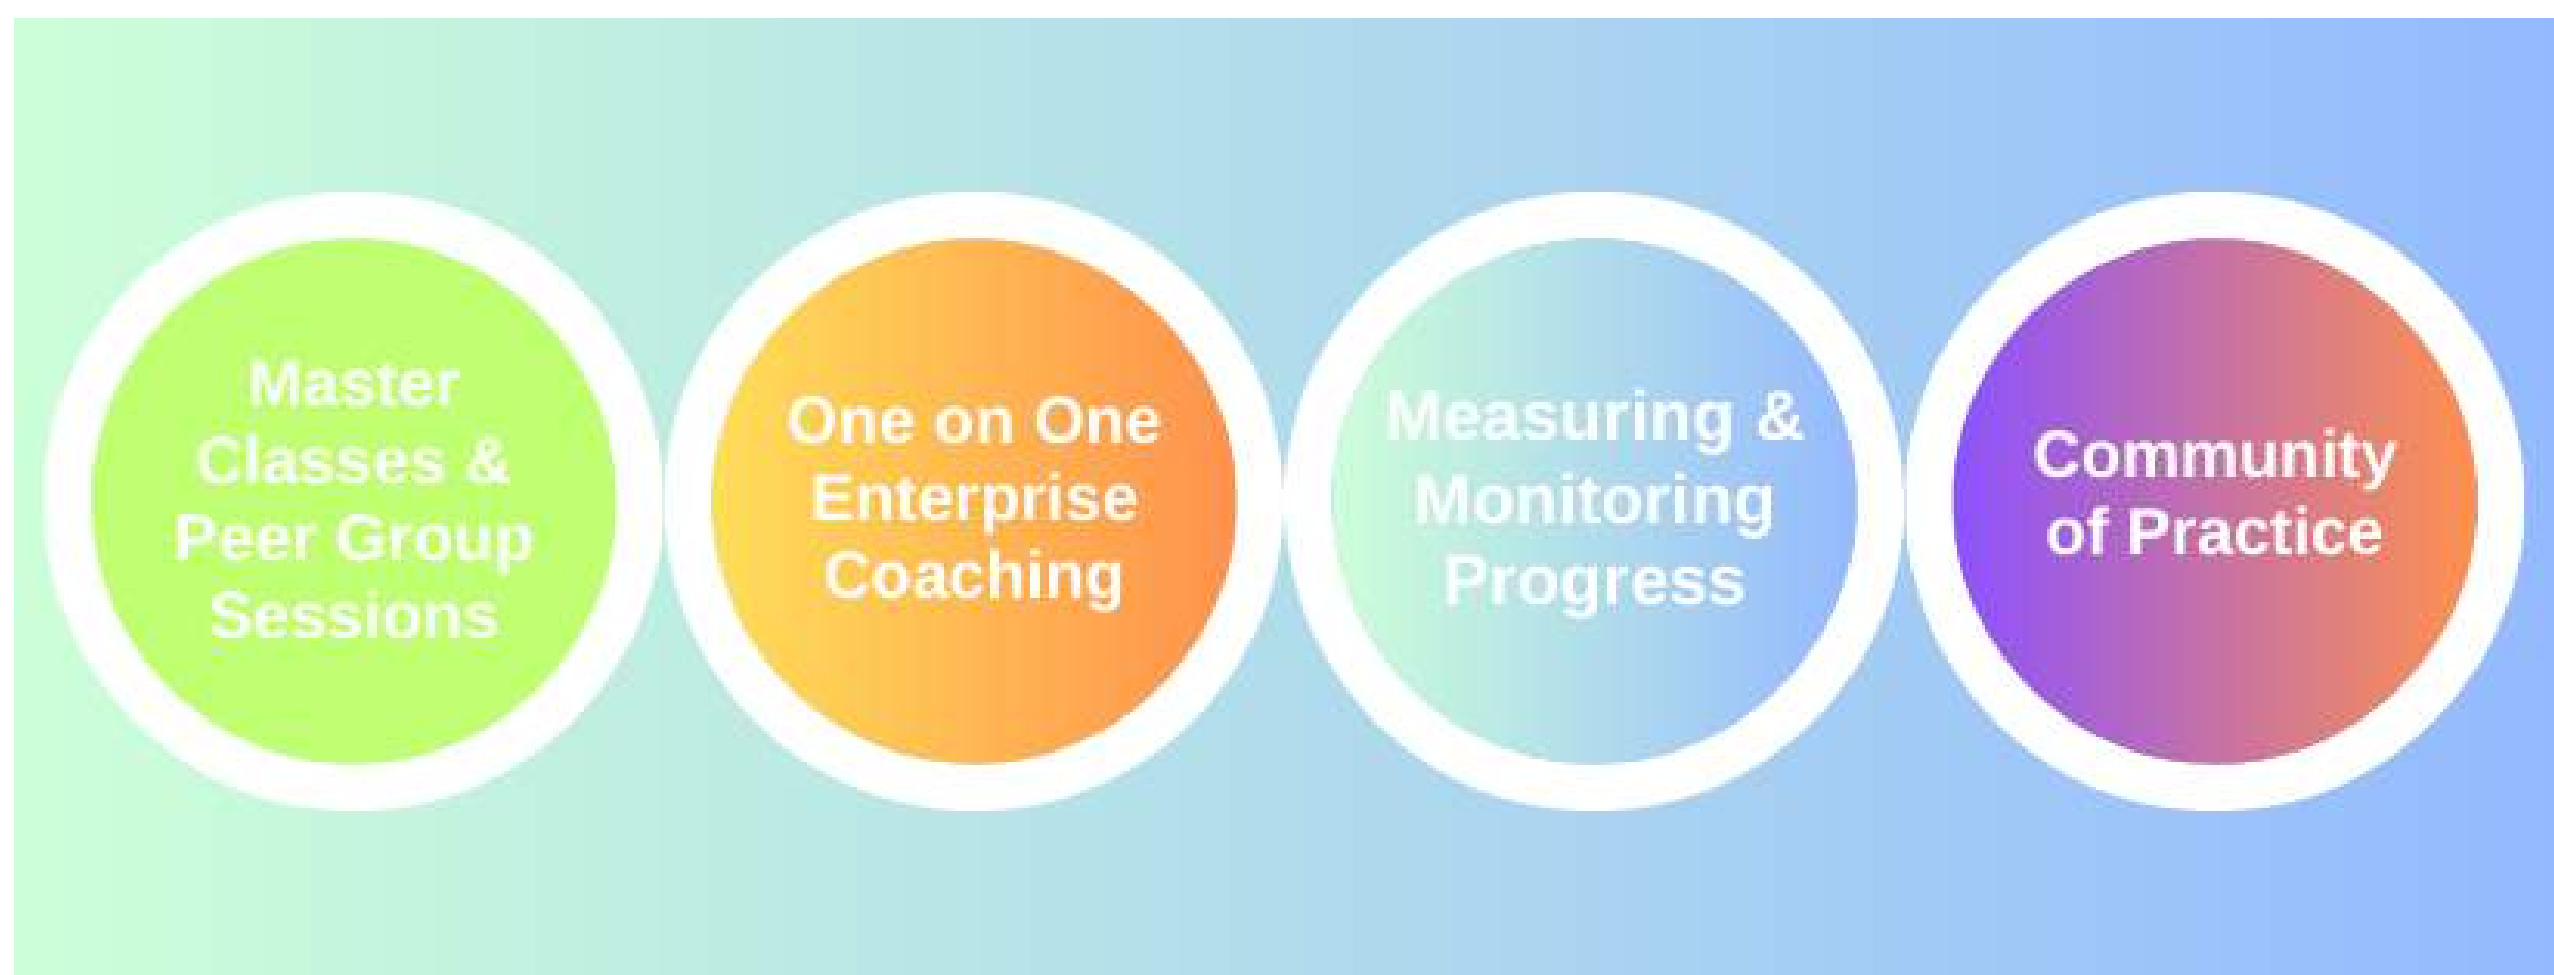 Master
Classes &
Peer Group
Sessions
One on One
Enterprise
Coaching
Measuring &
Monitoring
Progress
Community
of Practice